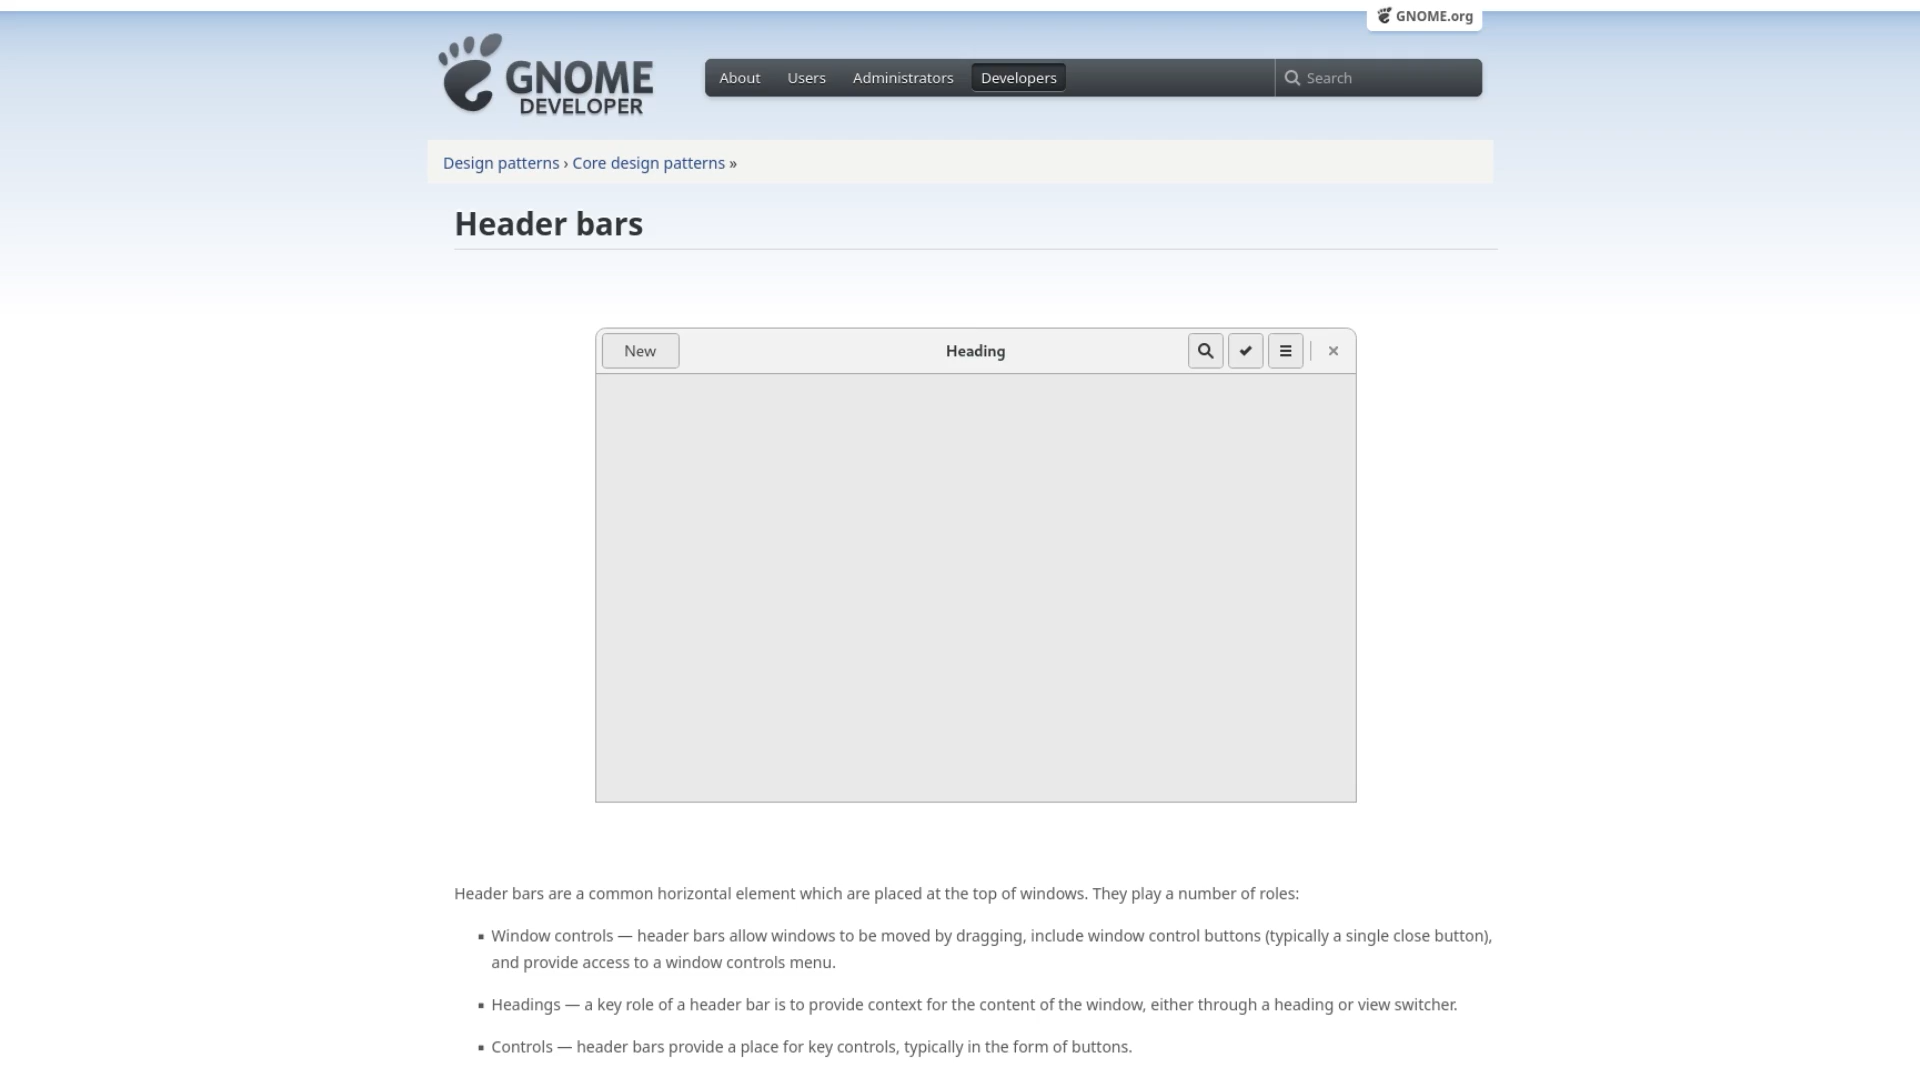 GNOME.org
GNOME
DEVELOPER
About Users Administrators Developers Search
Design patterns › Core design patterns »
Header bars
New Heading
Header bars are a common horizontal element which are placed at the top of windows. They play a number of roles:
▪ Window controls — header bars allow windows to be moved by dragging, include window control buttons (typically a single close button),
and provide access to a window controls menu.
▪ Headings — a key role of a header bar is to provide context for the content of the window, either through a heading or view switcher.
▪ Controls — header bars provide a place for key controls, typically in the form of buttons.